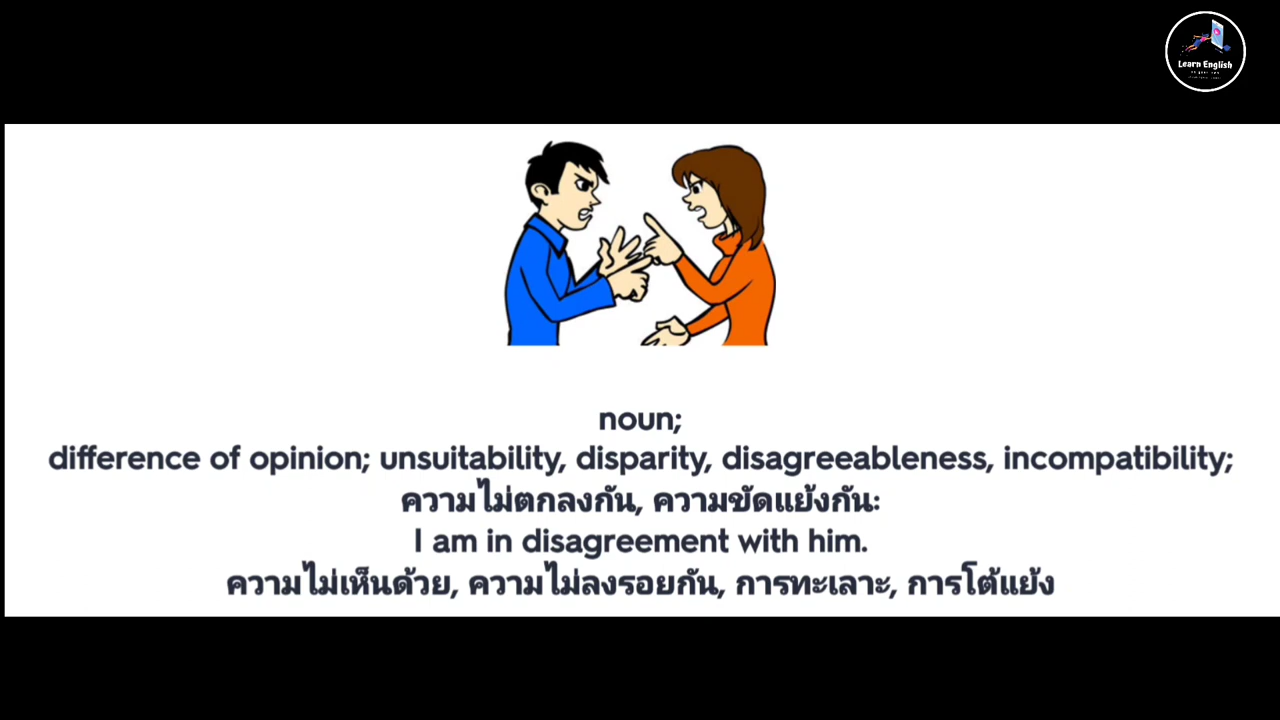 Learn English
noun;
difference of opinion; unsuitability, disparity, disagreeableness, incompatibility;
ความไม่ตกลงกัน, ความขัดแย้งกัน:
I am in disagreement with him.
ความไม่เห็นด้วย, ความไม่ลงรอยกัน, การทะเลาะ, การโต้แย้ง